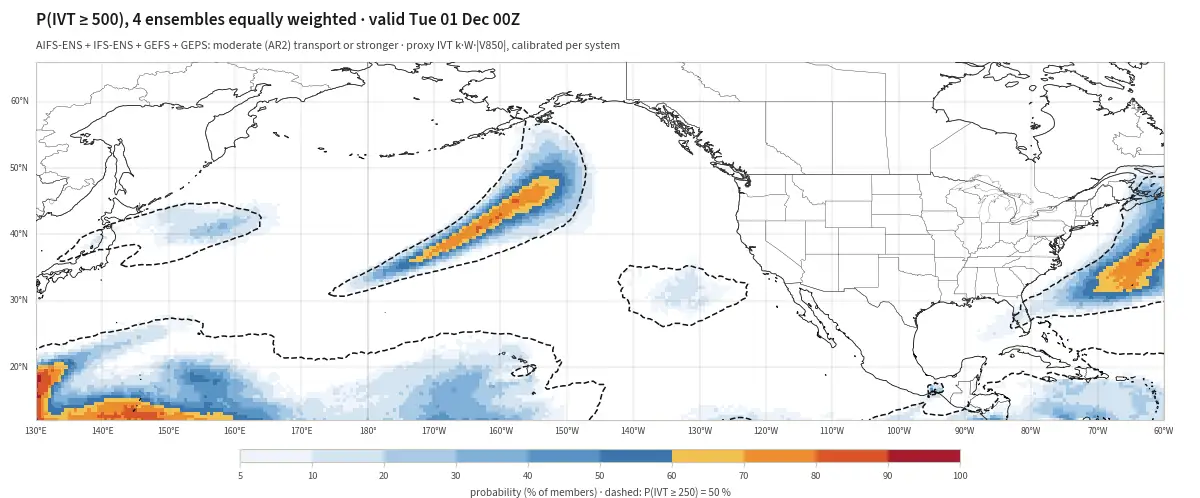 P(IVT ≥ 500), 4 ensembles equally weighted · valid Tue 01 Dec 00Z
AIFS-ENS + IFS-ENS + GEFS + GEPS: moderate (AR2) transport or stronger · proxy IVT k·W·|V850|, calibrated per system
60°N
50°N
40°N
30°N
20°N
130°E 140°E 150°E 160°E 170°E 180° 170°W 160°W 150°W 140°W 130°W 120°W 110°W 100°W 90°W 80°W 70°W 60°W
5 10 20 30 40 50 60 70 80 90 100
probability (% of members) · dashed: P(IVT ≥ 250) = 50 %